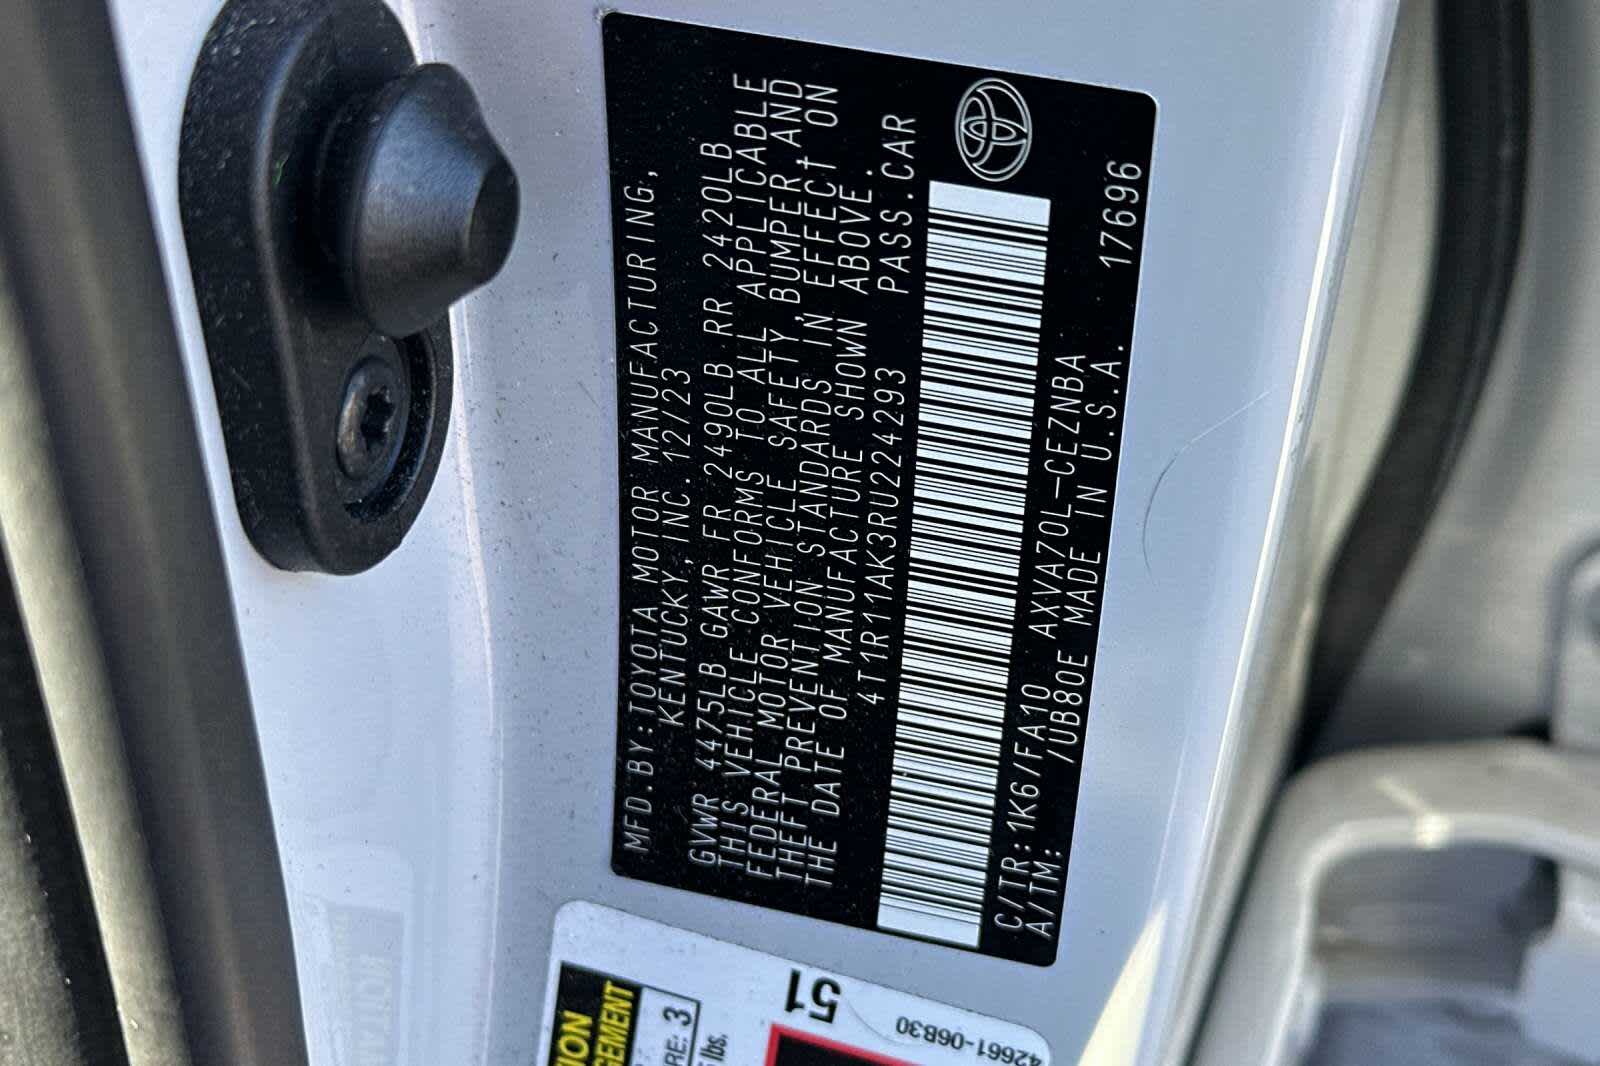 MFD.BY:TOYOTA MOTOR MANUFACTURING,
KENTUCKY,INC. 12/23
GVWR 4475LB GAWR FR 2490LB RR 2420LB
THIS VEHICLE CONFORMS TO ALL APPLICABLE
FEDERAL MOTOR VEHICLE SAFETY,BUMPER,AND
THEFT PREVENTION STANDARDS IN EFFECT ON
THE DATE OF MANUFACTURE SHOWN ABOVE.
4T1R11AK3RU224293 PASS.CAR
C/TR:1K6/FA10 AXVA70L-CEZNBA 17696
A/TM: /UB80E MADE IN U.S.A.
51
42661-06B30
3
lbs.